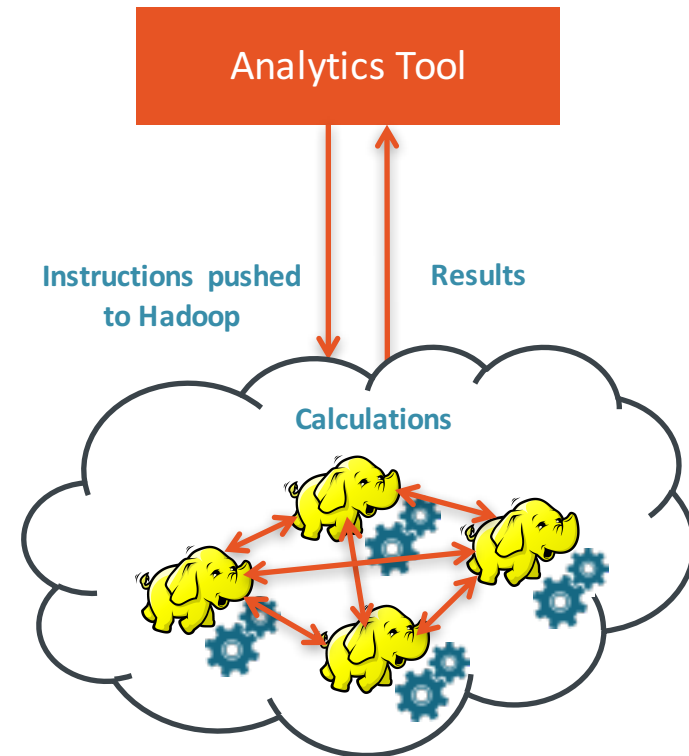 Analytics Tool
Instructions pushed
to Hadoop
Results
Calculations